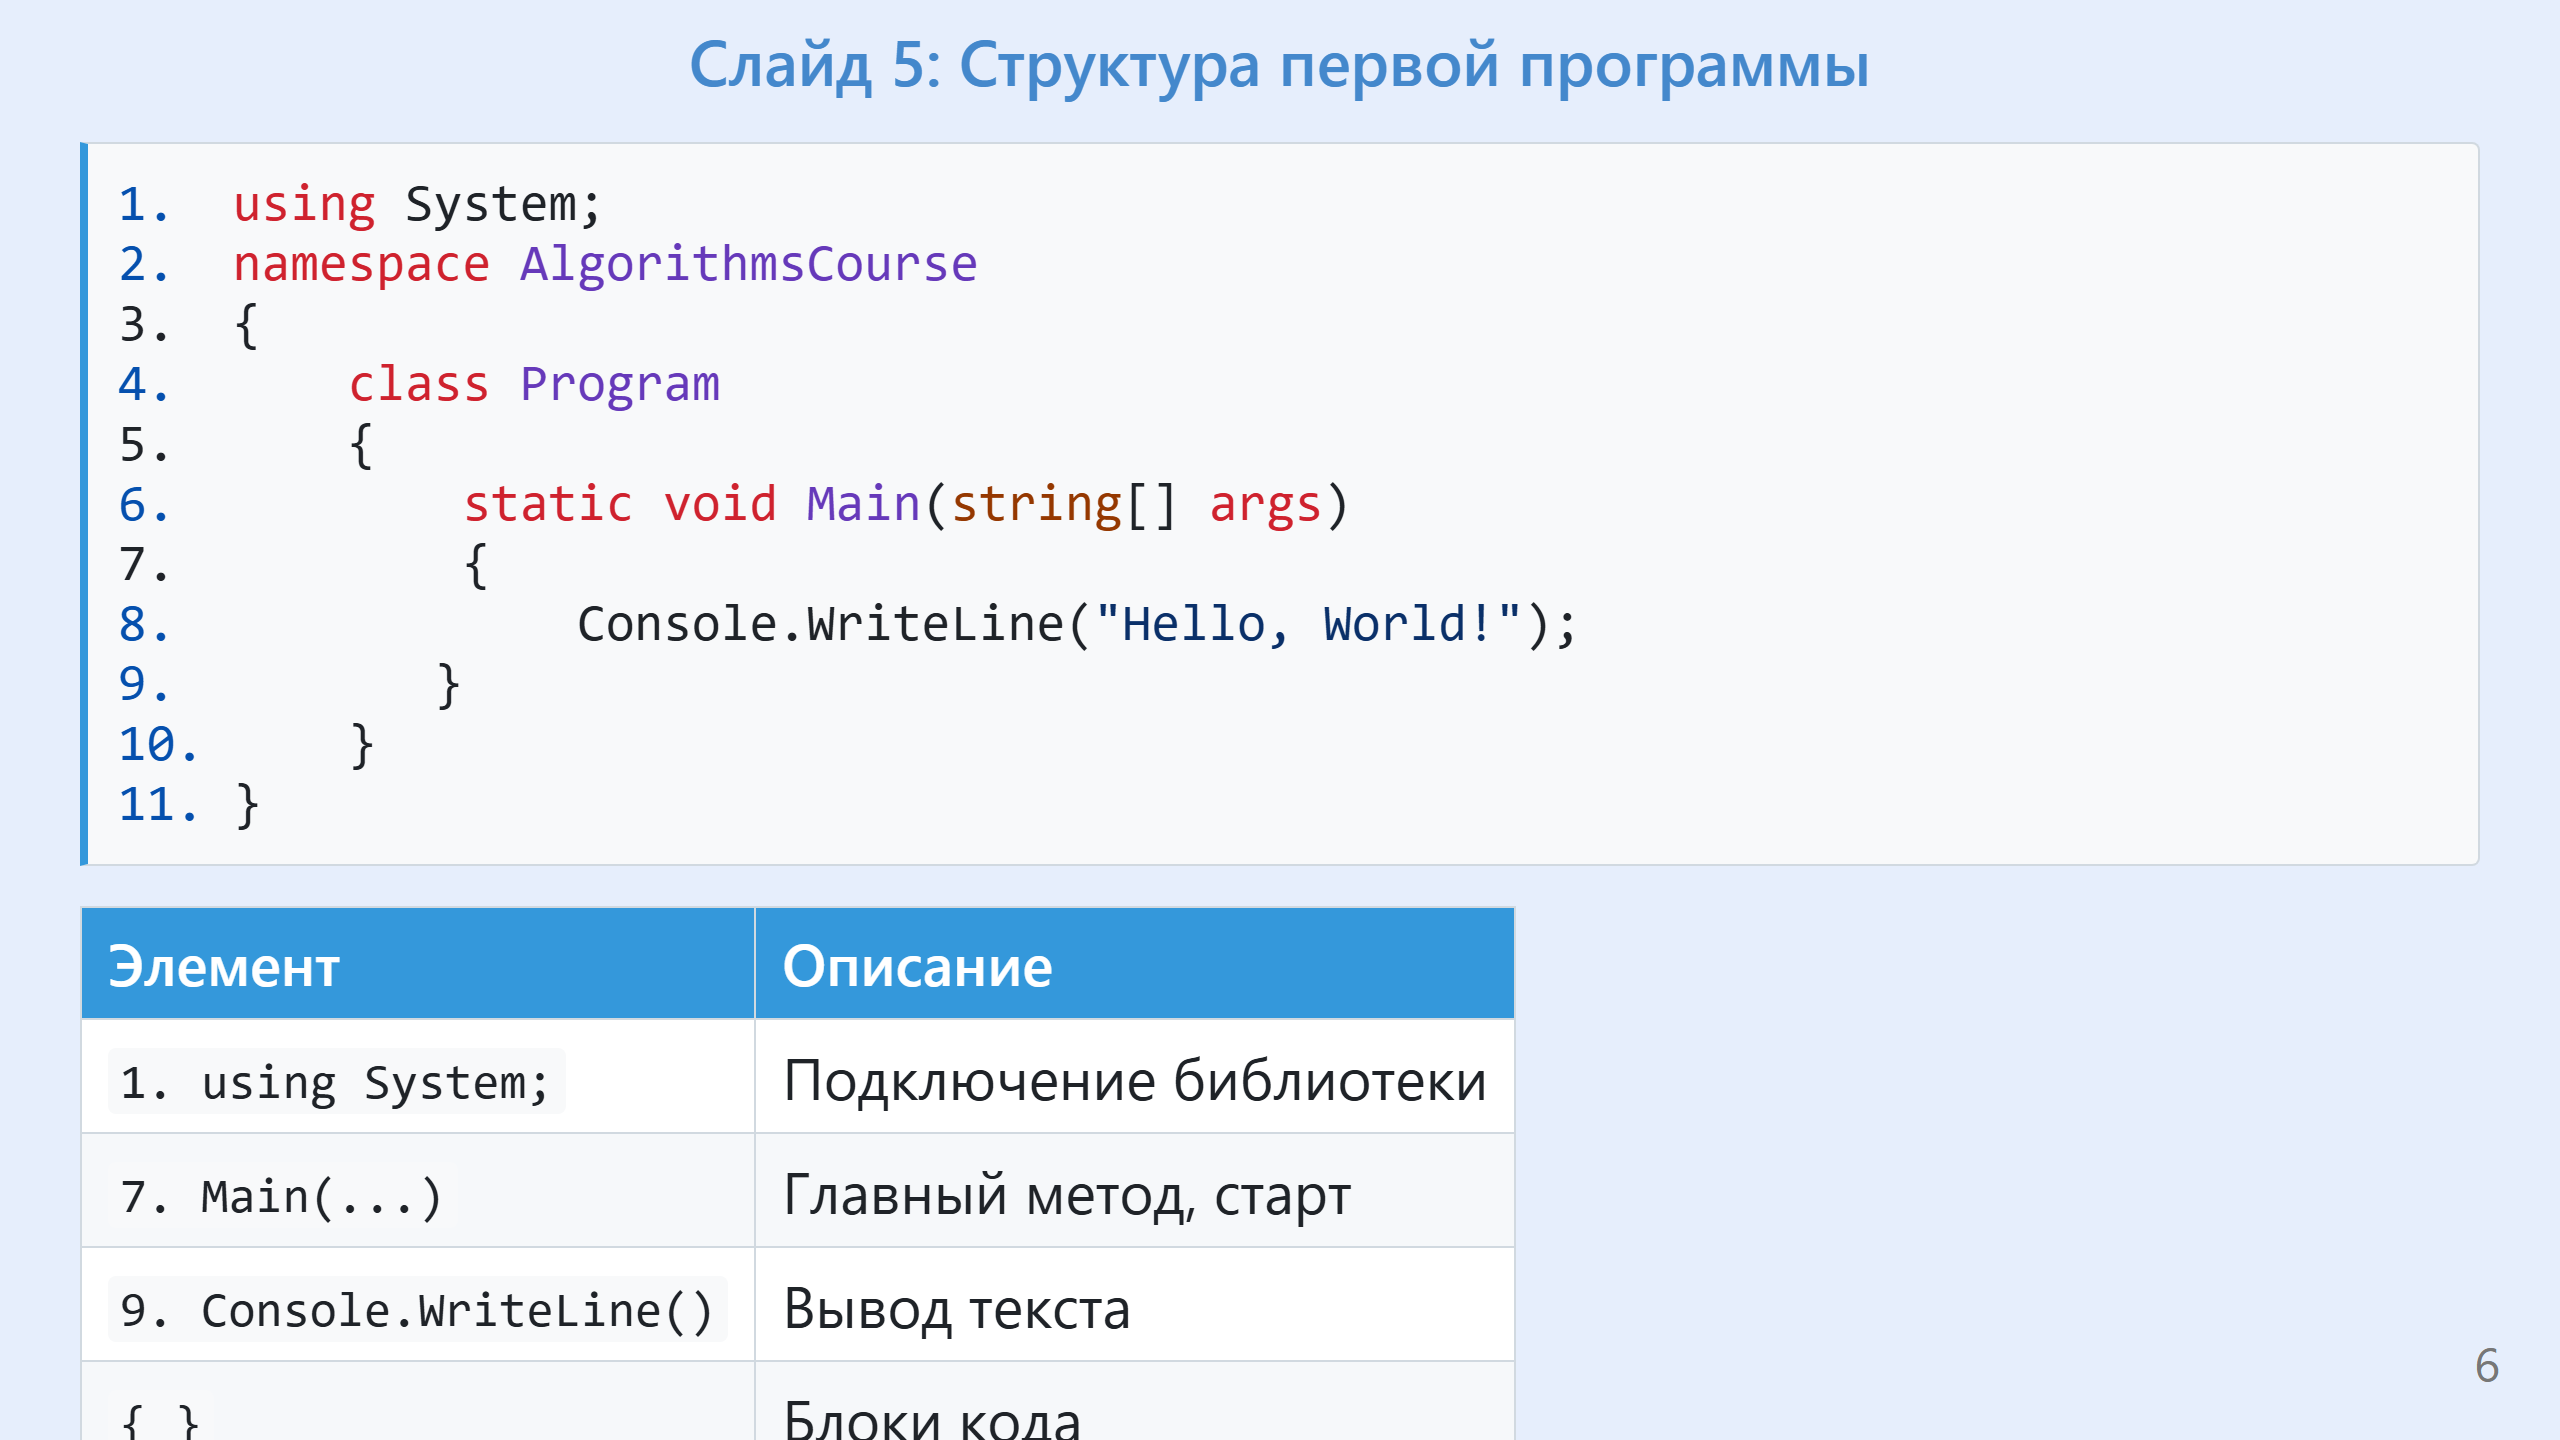 Слайд 5: Структура первой программы
1.  using System;
2.  namespace AlgorithmsCourse
3.  {
4.      class Program
5.      {
6.          static void Main(string[] args)
7.          {
8.              Console.WriteLine("Hello, World!");
9.         }
10.     }
11. }
Элемент Описание
1. using System; Подключение библиотеки
7. Main(...) Главный метод, старт
9. Console.WriteLine() Вывод текста
{ } Блоки кода
6